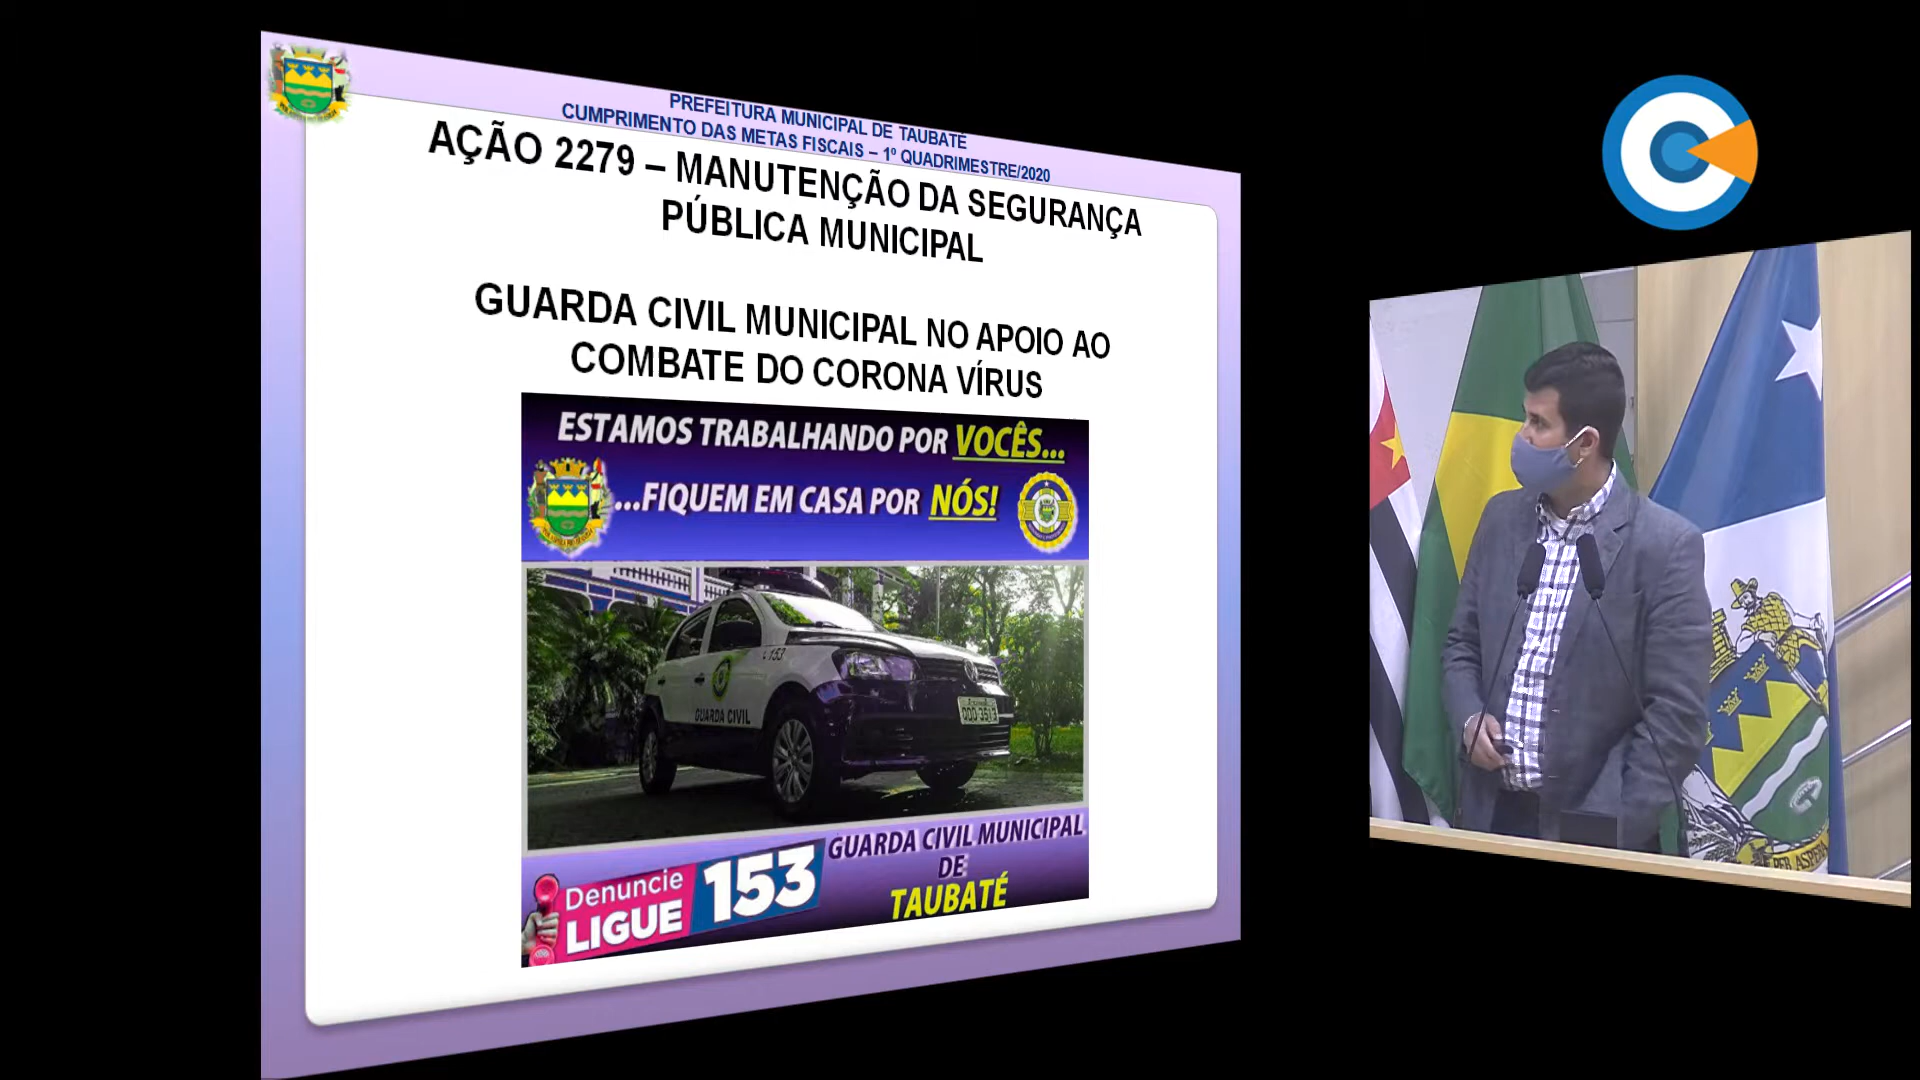 PREFEITURA MUNICIPAL DE TAUBATÉ
CUMPRIMENTO DAS METAS FISCAIS – 1º QUADRIMESTRE/2020
AÇÃO 2279 – MANUTENÇÃO DA SEGURANÇA
PÚBLICA MUNICIPAL
GUARDA CIVIL MUNICIPAL NO APOIO AO
COMBATE DO CORONA VÍRUS
ESTAMOS TRABALHANDO POR VOCÊS...
...FIQUEM EM CASA POR NÓS!
153
GUARDA CIVIL
Denuncie
LIGUE 153
GUARDA CIVIL MUNICIPAL
DE
TAUBATÉ
PER ASPERA